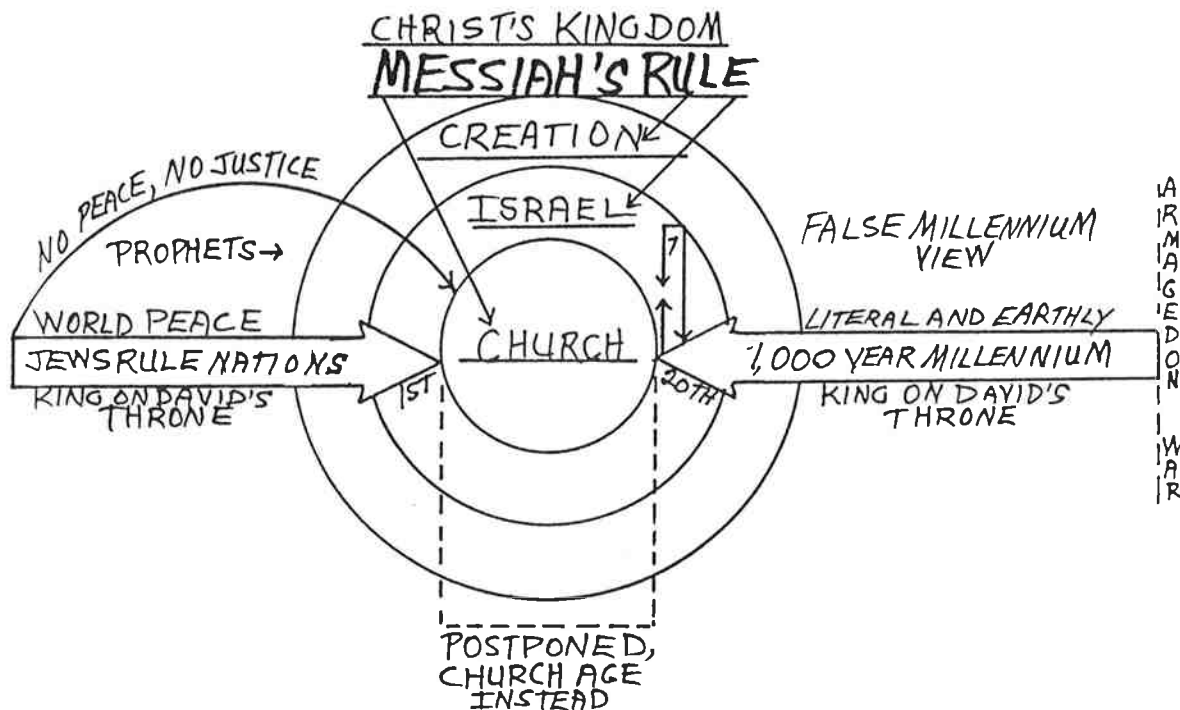 CHRIST'S KINGDOM
MESSIAH'S RULE
CREATION
ISRAEL
NO PEACE, NO JUSTICE
PROPHETS→
WORLD PEACE
JEWS RULE NATIONS
KING ON DAVID'S
THRONE
1ST
CHURCH
7
20TH
FALSE MILLENNIUM
VIEW
LITERAL AND EARTHLY
1,000 YEAR MILLENNIUM
KING ON DAVID'S
THRONE
ARMAGEDON WAR
POSTPONED,
CHURCH AGE
INSTEAD